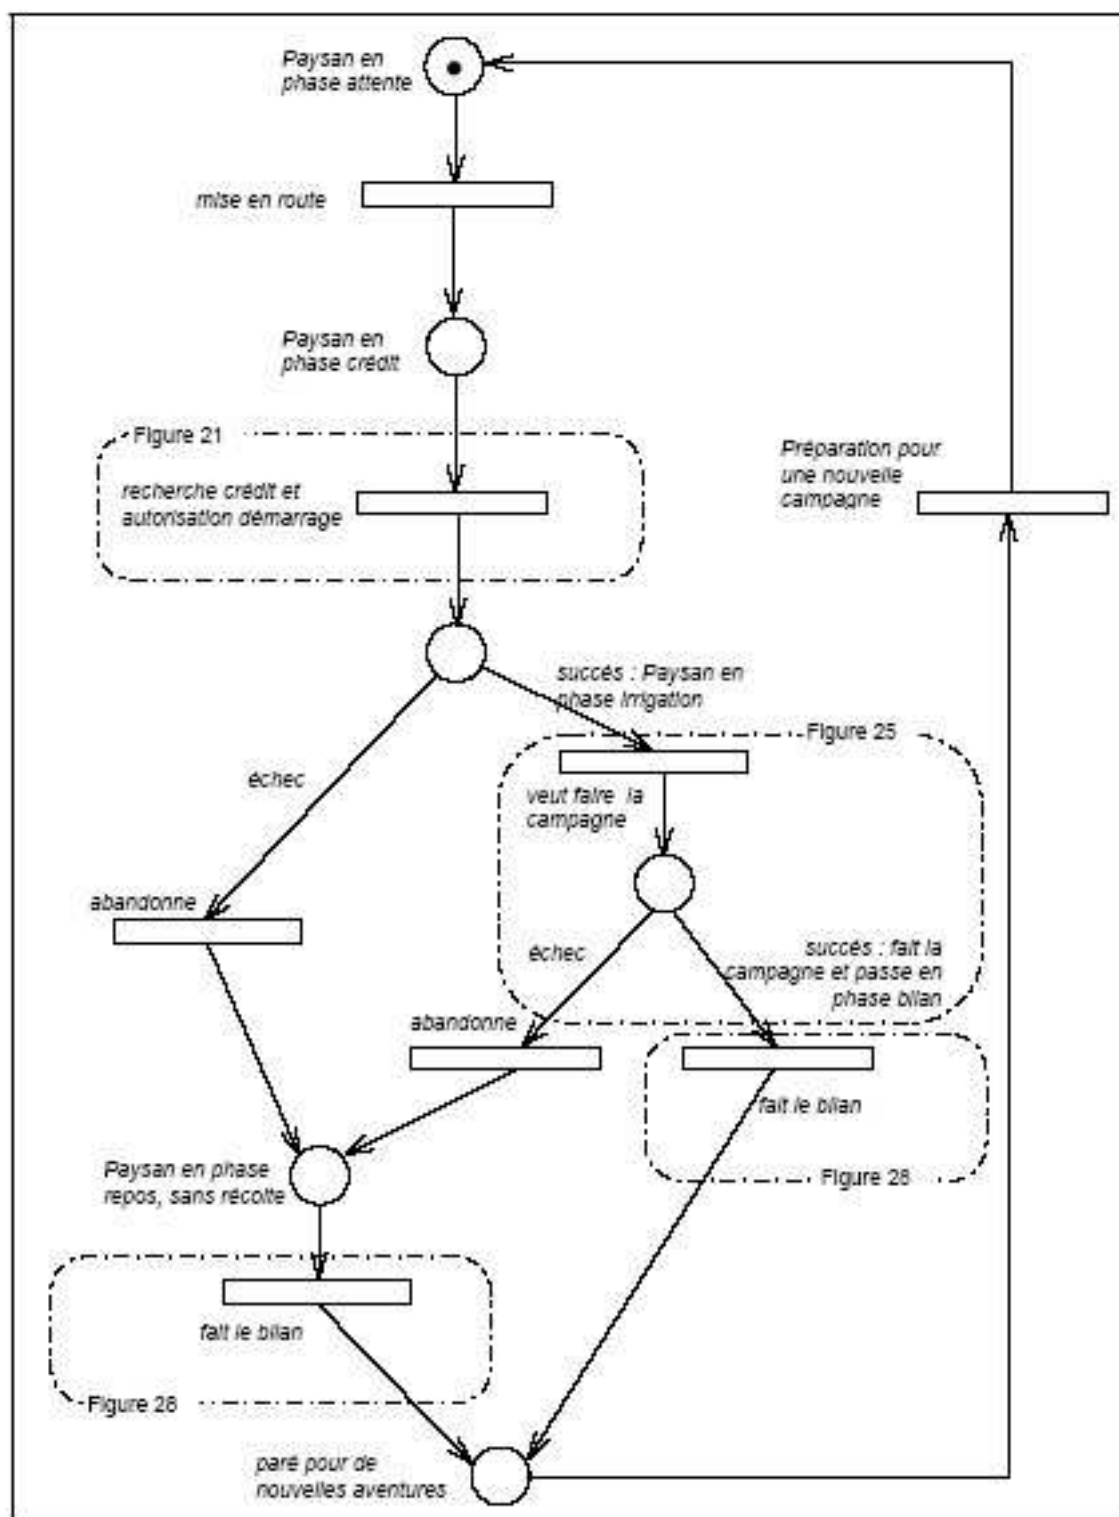 Paysan en
phase attente
mise en route
Paysan en
phase crédit
Figure 21
recherche crédit et
autorisation démarrage
Préparation pour
une nouvelle
campagne
succés : Paysan en
phase irrigation
Figure 25
échec
veut faire la
campagne
abandonne
échec
succés : fait la
campagne et passe en
phase bilan
abandonne
fait le bilan
Figure 28
Paysan en phase
repos, sans récolte
fait le bilan
Figure 28
paré pour de
nouvelles aventures